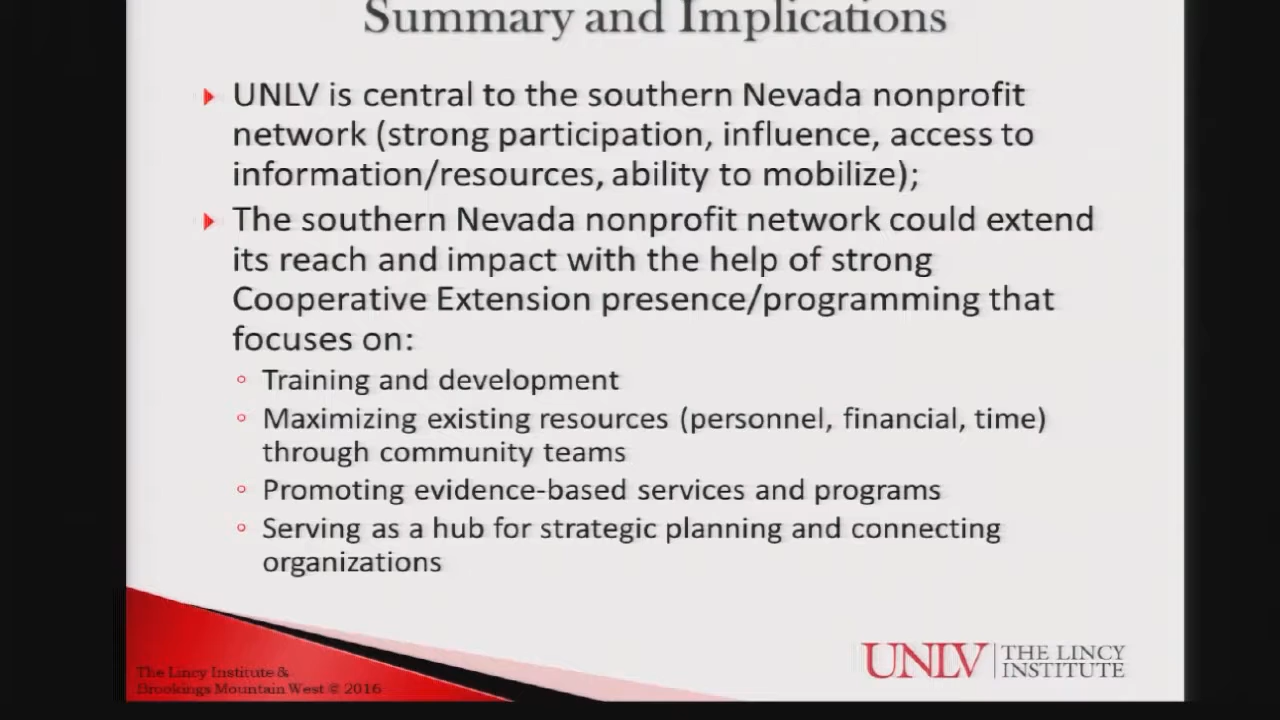 Summary and Implications
UNLV is central to the southern Nevada nonprofit
network (strong participation, influence, access to
information/resources, ability to mobilize);
The southern Nevada nonprofit network could extend
its reach and impact with the help of strong
Cooperative Extension presence/programming that
focuses on:
Training and development
Maximizing existing resources (personnel, financial, time)
through community teams
Promoting evidence-based services and programs
Serving as a hub for strategic planning and connecting
organizations
The Lincy Institute &
Brookings Mountain West © 2016
UNLV THE LINCY
INSTITUTE